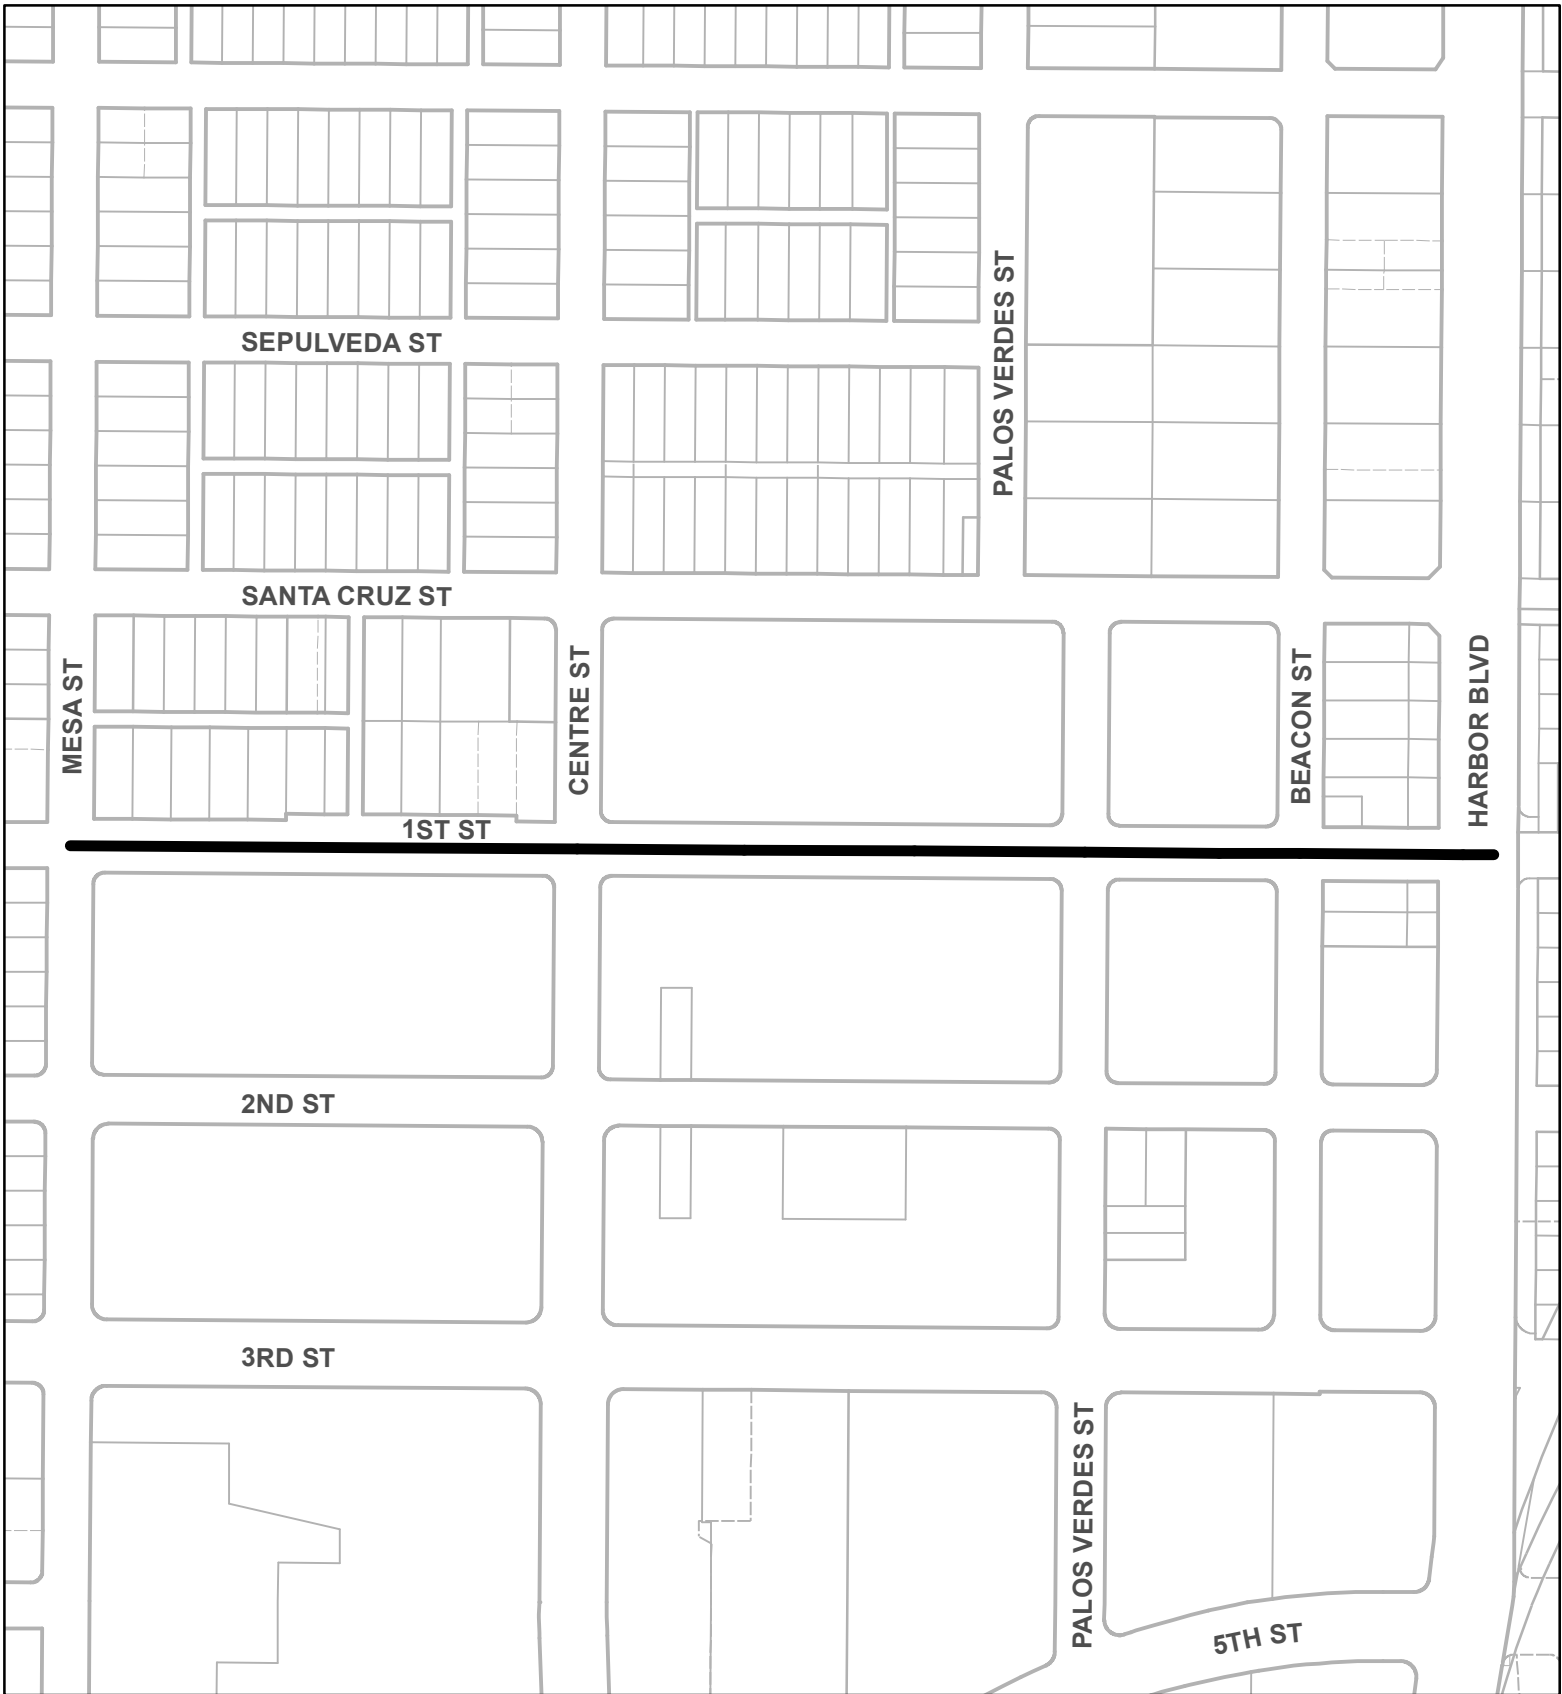 SEPULVEDA ST
PALOS VERDES ST
SANTA CRUZ ST
MESA ST
CENTRE ST
BEACON ST
HARBOR BLVD
1ST ST
2ND ST
3RD ST
PALOS VERDES ST
5TH ST